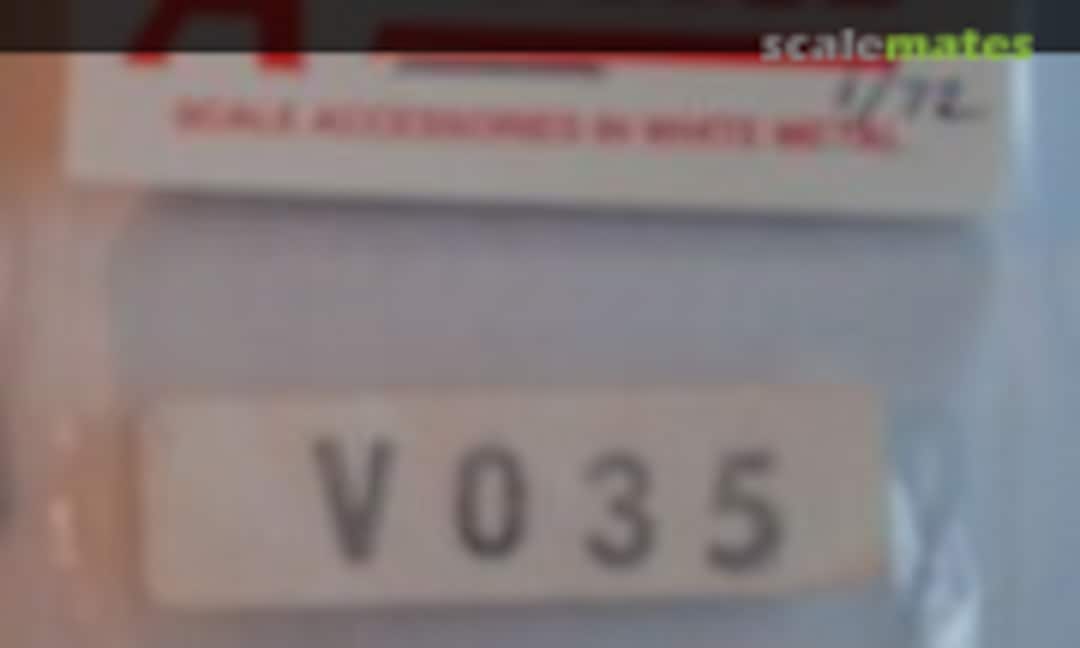 scalemates
1/72
SCALE ACCESSORIES IN WHITE METAL
V035